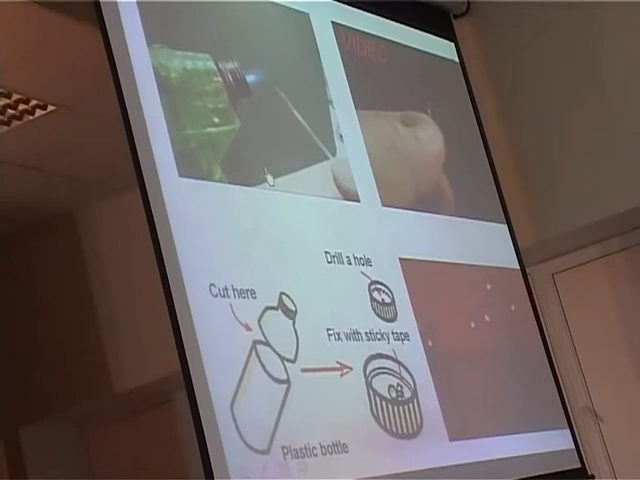 VIDEO
Drill a hole
Cut here
Fix with sticky tape
Plastic bottle